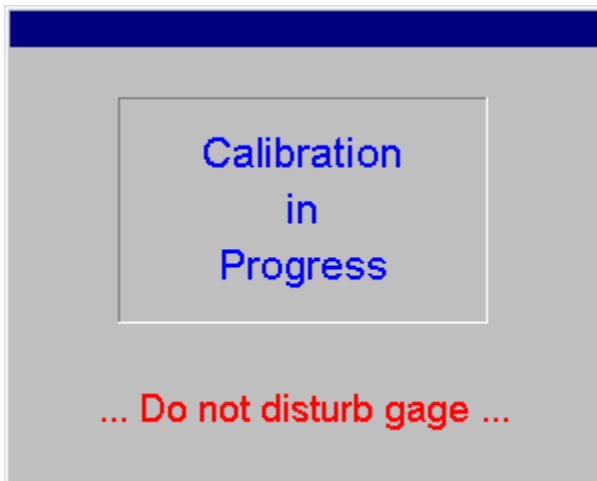 Calibration
in
Progress
... Do not disturb gage ...